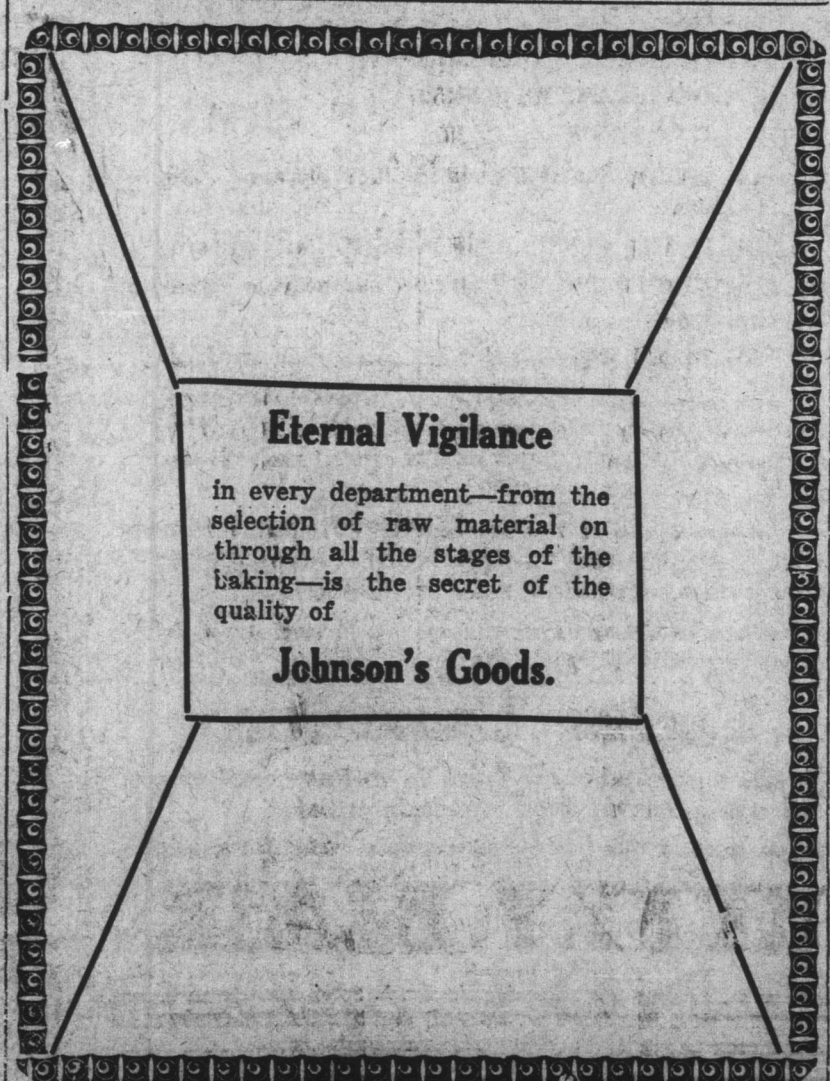 Eternal Vigilance
in every department—from the
selection of raw material on
through all the stages of the
baking—is the secret of the
quality of
Johnson's Goods.